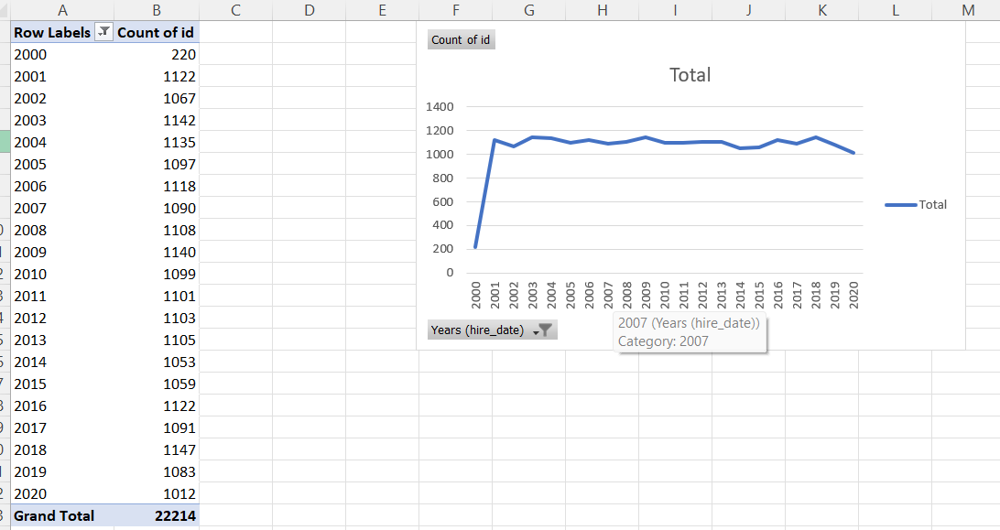 A B C D E F G H I J K L M
Row Labels Count of id
2000 220
2001 1122
2002 1067
2003 1142
2004 1135
2005 1097
2006 1118
2007 1090
2008 1108
2009 1140
2010 1099
2011 1101
2012 1103
2013 1105
2014 1053
2015 1059
2016 1122
2017 1091
2018 1147
2019 1083
2020 1012
Grand Total 22214
Count of id
Total
1400
1200
1000
800
600
400
200
0
2000 2001 2002 2003 2004 2005 2006 2007 2008 2009 2010 2011 2012 2013 2014 2015 2016 2017 2018 2019 2020
Total
Years (hire_date)
2007 (Years (hire_date))
Category: 2007